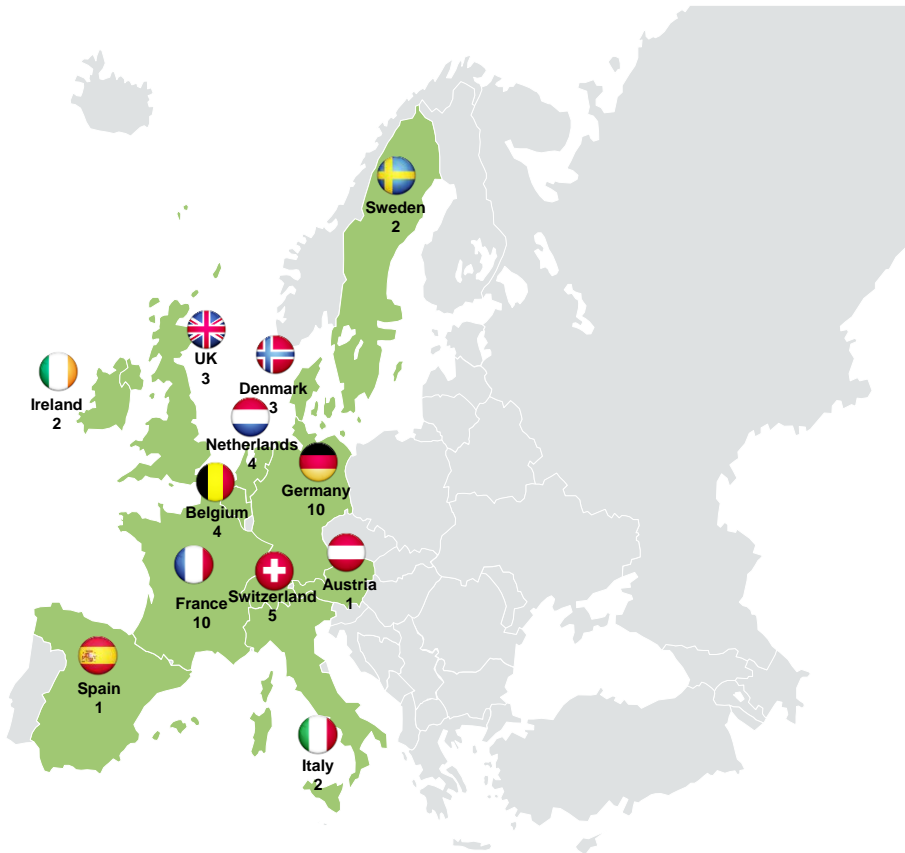 Sweden
2
UK
3
Denmark
3
Ireland
2
Netherlands
4
Germany
10
Belgium
4
Austria
1
Switzerland
5
France
10
Spain
1
Italy
2